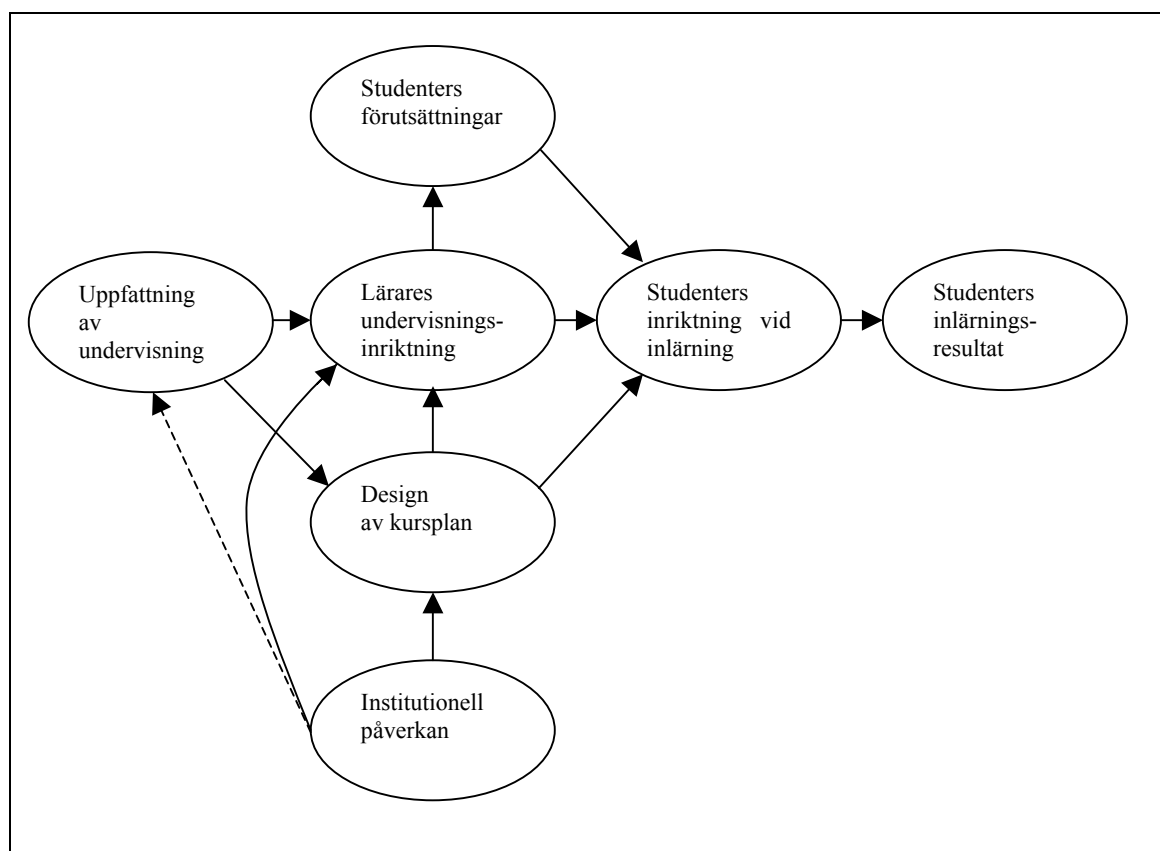 Studenters
förutsättningar
Uppfattning
av
undervisning
Lärares
undervisnings-
inriktning
Studenters
inriktning vid
inlärning
Studenters
inlärnings-
resultat
Design
av kursplan
Institutionell
påverkan